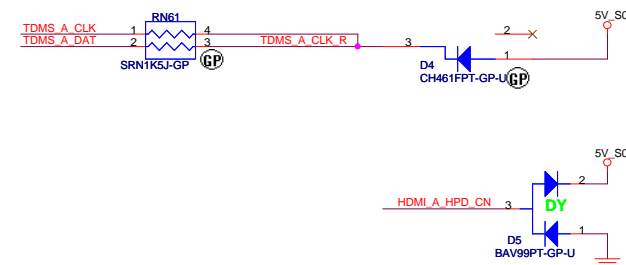 RN61
5V_S0
TDMS_A_CLK 1 4 2
TDMS_A_DAT 2 3 TDMS_A_CLK_R 3 1
SRN1K5J-GP GP D4
CH461FPT-GP-U GP
5V_S0
2
HDMI_A_HPD_CN 3 DY
1
D5
BAV99PT-GP-U